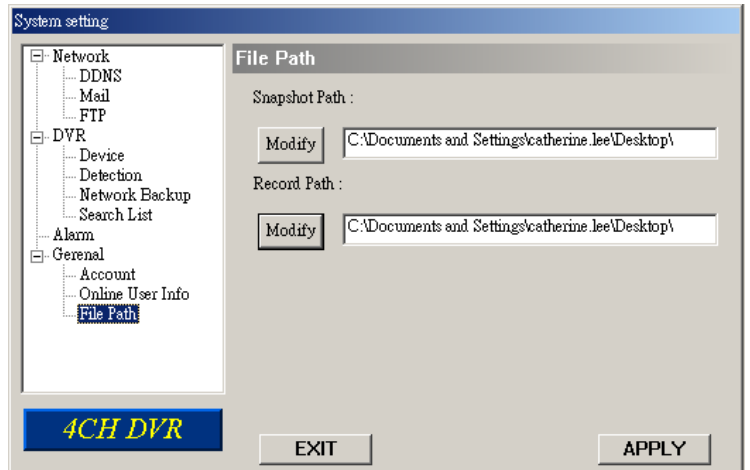 System setting
Network
DDNS
Mail
FTP
DVR
Device
Detection
Network Backup
Search List
Alarm
Gerenal
Account
Online User Info
File Path
4CH DVR
File Path
Snapshot Path :
Modify
C:\Documents and Settings\catherine.lee\Desktop\
Record Path :
Modify
C:\Documents and Settings\catherine.lee\Desktop\
EXIT
APPLY